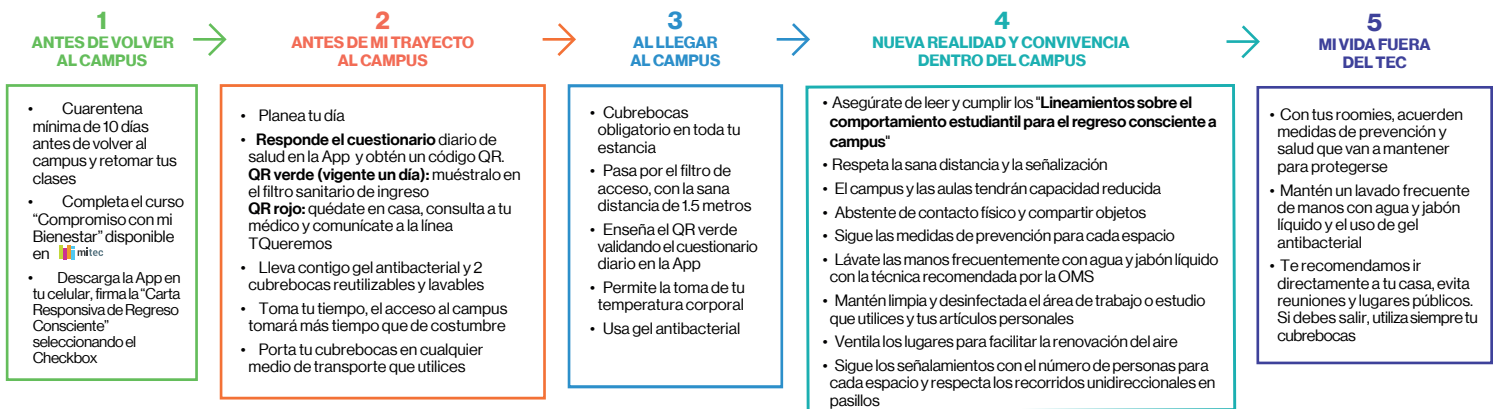 1
ANTES DE VOLVER
AL CAMPUS
• Cuarentena
mínima de 10 días
antes de volver al
campus y retomar tus
clases
• Completa el curso
“Compromiso con mi
Bienestar” disponible
en mitec
• Descarga la App en
tu celular, firma la “Carta
Responsiva de Regreso
Consciente”
seleccionando el
Checkbox
2
ANTES DE MI TRAYECTO
AL CAMPUS
• Planea tu día
• Responde el cuestionario diario de
salud en la App y obtén un código QR.
QR verde (vigente un día): muéstralo en
el filtro sanitario de ingreso
QR rojo: quédate en casa, consulta a tu
médico y comunícate a la línea
TQueremos
• Lleva contigo gel antibacterial y 2
cubrebocas reutilizables y lavables
• Toma tu tiempo, el acceso al campus
tomará más tiempo que de costumbre
• Porta tu cubrebocas en cualquier
medio de transporte que utilices
3
AL LLEGAR
AL CAMPUS
• Cubrebocas
obligatorio en toda tu
estancia
• Pasa por el filtro de
acceso, con la sana
distancia de 1.5 metros
• Enseña el QR verde
validando el cuestionario
diario en la App
• Permite la toma de tu
temperatura corporal
• Usa gel antibacterial
4
NUEVA REALIDAD Y CONVIVENCIA
DENTRO DEL CAMPUS
• Asegúrate de leer y cumplir los "Lineamientos sobre el
comportamiento estudiantil para el regreso consciente a
campus"
• Respeta la sana distancia y la señalización
• El campus y las aulas tendrán capacidad reducida
• Abstente de contacto físico y compartir objetos
• Sigue las medidas de prevención para cada espacio
• Lávate las manos frecuentemente con agua y jabón líquido
con la técnica recomendada por la OMS
• Mantén limpia y desinfectada el área de trabajo o estudio
que utilices y tus artículos personales
• Ventila los lugares para facilitar la renovación del aire
• Sigue los señalamientos con el número de personas para
cada espacio y respecta los recorridos unidireccionales en
pasillos
5
MI VIDA FUERA
DEL TEC
• Con tus roomies, acuerden
medidas de prevención y
salud que van a mantener
para protegerse
• Mantén un lavado frecuente
de manos con agua y jabón
líquido y el uso de gel
antibacterial
• Te recomendamos ir
directamente a tu casa, evita
reuniones y lugares públicos.
Si debes salir, utiliza siempre tu
cubrebocas